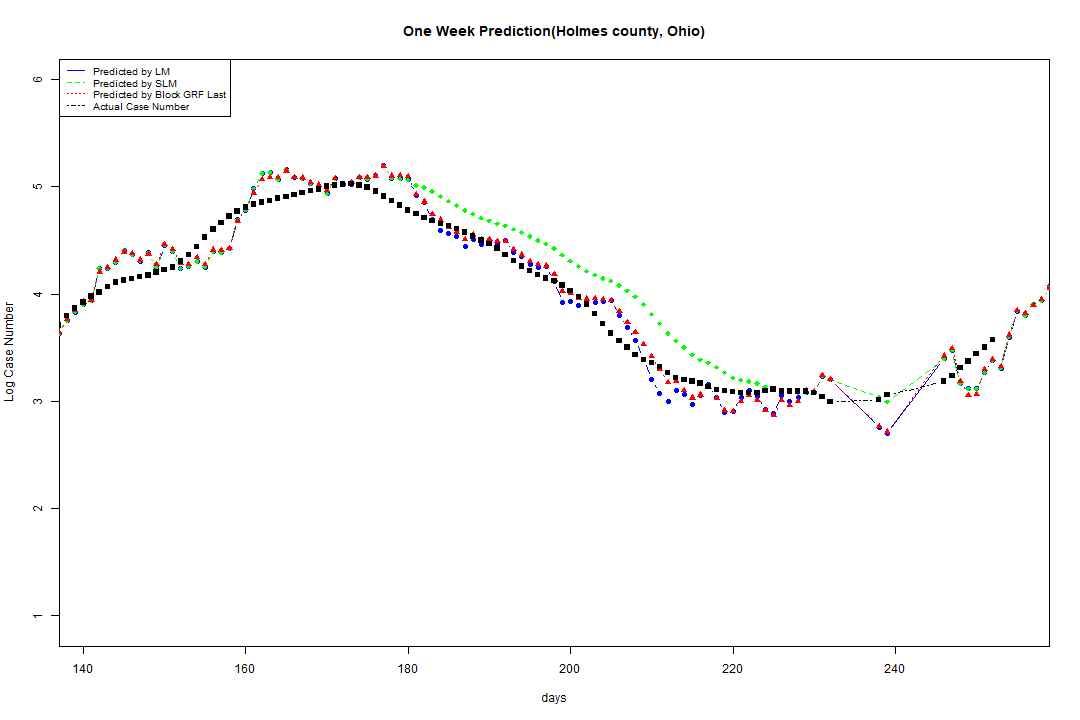 One Week Prediction(Holmes county, Ohio)
Predicted by LM
Predicted by SLM
Predicted by Block GRF Last
Actual Case Number
Log Case Number
6
5
4
3
2
1
140 160 180 200 220 240
days